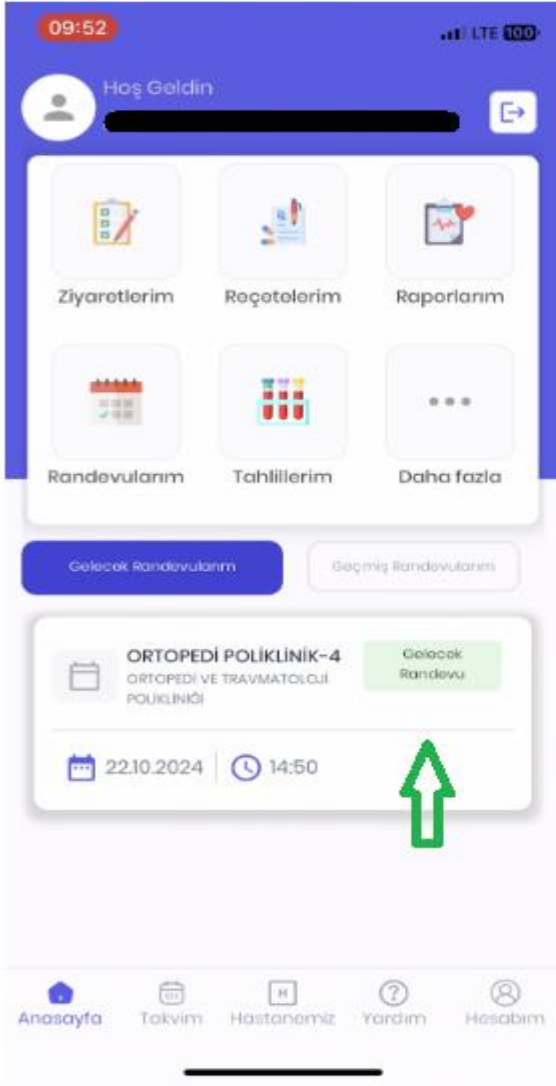 09:52
LTE 100
Hoş Geldin
Ziyaretlerim Reçetelerim Raporlarım
Randevularım Tahlillerim Daha fazla
Gelecek Randevularım Geçmiş Randevularım
ORTOPEDİ POLİKLİNİK-4
ORTOPEDİ VE TRAVMATOLOJİ
POLİKLİNİĞİ
Gelecek
Randevu
22.10.2024 14:50
Anasayfa Takvim Hastanemiz Yardım Hesabım